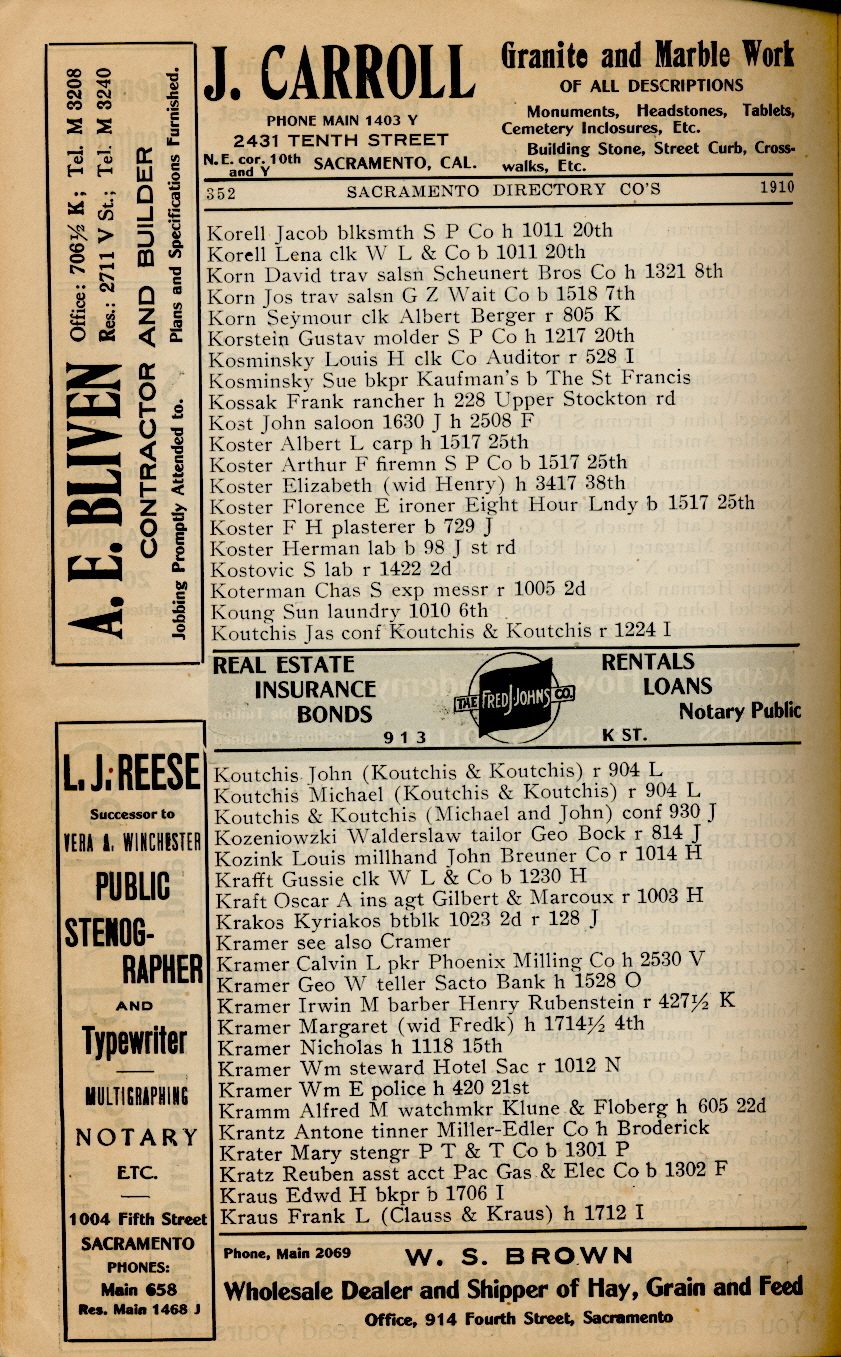 J. CARROLL
PHONE MAIN 1403 Y
2431 TENTH STREET
N.E. cor. 10th and Y SACRAMENTO, CAL.
Granite and Marble Work
OF ALL DESCRIPTIONS
Monuments, Headstones, Tablets,
Cemetery Inclosures, Etc.
Building Stone, Street Curb, Cross-
walks, Etc.
352 SACRAMENTO DIRECTORY CO'S 1910
A. E. BLIVEN
Office: 706½ K; Tel. M 3208
Res.: 2711 V St.; Tel. M 3240
CONTRACTOR AND BUILDER
Jobbing Promptly Attended to. Plans and Specifications Furnished.
Korell Jacob blksmth S P Co h 1011 20th
Korell Lena clk W L & Co b 1011 20th
Korn David trav salsn Scheunert Bros Co h 1321 8th
Korn Jos trav salsn G Z Wait Co b 1518 7th
Korn Seymour clk Albert Berger r 805 K
Korstein Gustav molder S P Co h 1217 20th
Kosminsky Louis H clk Co Auditor r 528 I
Kosminsky Sue bkpr Kaufman's b The St Francis
Kossak Frank rancher h 228 Upper Stockton rd
Kost John saloon 1630 J h 2508 F
Koster Albert L carp h 1517 25th
Koster Arthur F firemn S P Co b 1517 25th
Koster Elizabeth (wid Henry) h 3417 38th
Koster Florence E ironer Eight Hour Lndy b 1517 25th
Koster F H plasterer b 729 J
Koster Herman lab b 98 J st rd
Kostovic S lab r 1422 2d
Koterman Chas S exp messr r 1005 2d
Koung Sun laundry 1010 6th
Koutchis Jas conf Koutchis & Koutchis r 1224 I
REAL ESTATE
INSURANCE
BONDS
913
THE FRED J. JOHNS CO.
RENTALS
LOANS
Notary Public
K ST.
L. J. REESE
Successor to
VERA A. WINCHESTER
PUBLIC
STENOG-
RAPHER
AND
Typewriter
MULTIGRAPHING
NOTARY
ETC.
1004 Fifth Street
SACRAMENTO
PHONES:
Main 658
Res. Main 1468 J
Koutchis John (Koutchis & Koutchis) r 904 L
Koutchis Michael (Koutchis & Koutchis) r 904 L
Koutchis & Koutchis (Michael and John) conf 930 J
Kozeniowzki Walderslaw tailor Geo Bock r 814 J
Kozink Louis millhand John Breuner Co r 1014 H
Krafft Gussie clk W L & Co b 1230 H
Kraft Oscar A ins agt Gilbert & Marcoux r 1003 H
Krakos Kyriakos btblk 1023 2d r 128 J
Kramer see also Cramer
Kramer Calvin L pkr Phoenix Milling Co h 2530 V
Kramer Geo W teller Sacto Bank h 1528 O
Kramer Irwin M barber Henry Rubenstein r 427½ K
Kramer Margaret (wid Fredk) h 1714½ 4th
Kramer Nicholas h 1118 15th
Kramer Wm steward Hotel Sac r 1012 N
Kramer Wm E police h 420 21st
Kramm Alfred M watchmkr Klune & Floberg h 605 22d
Krantz Antone tinner Miller-Edler Co h Broderick
Krater Mary stengr P T & T Co b 1301 P
Kratz Reuben asst acct Pac Gas & Elec Co b 1302 F
Kraus Edwd H bkpr b 1706 I
Kraus Frank L (Clauss & Kraus) h 1712 I
Phone, Main 2069 W. S. BROWN
Wholesale Dealer and Shipper of Hay, Grain and Feed
Office, 914 Fourth Street, Sacramento